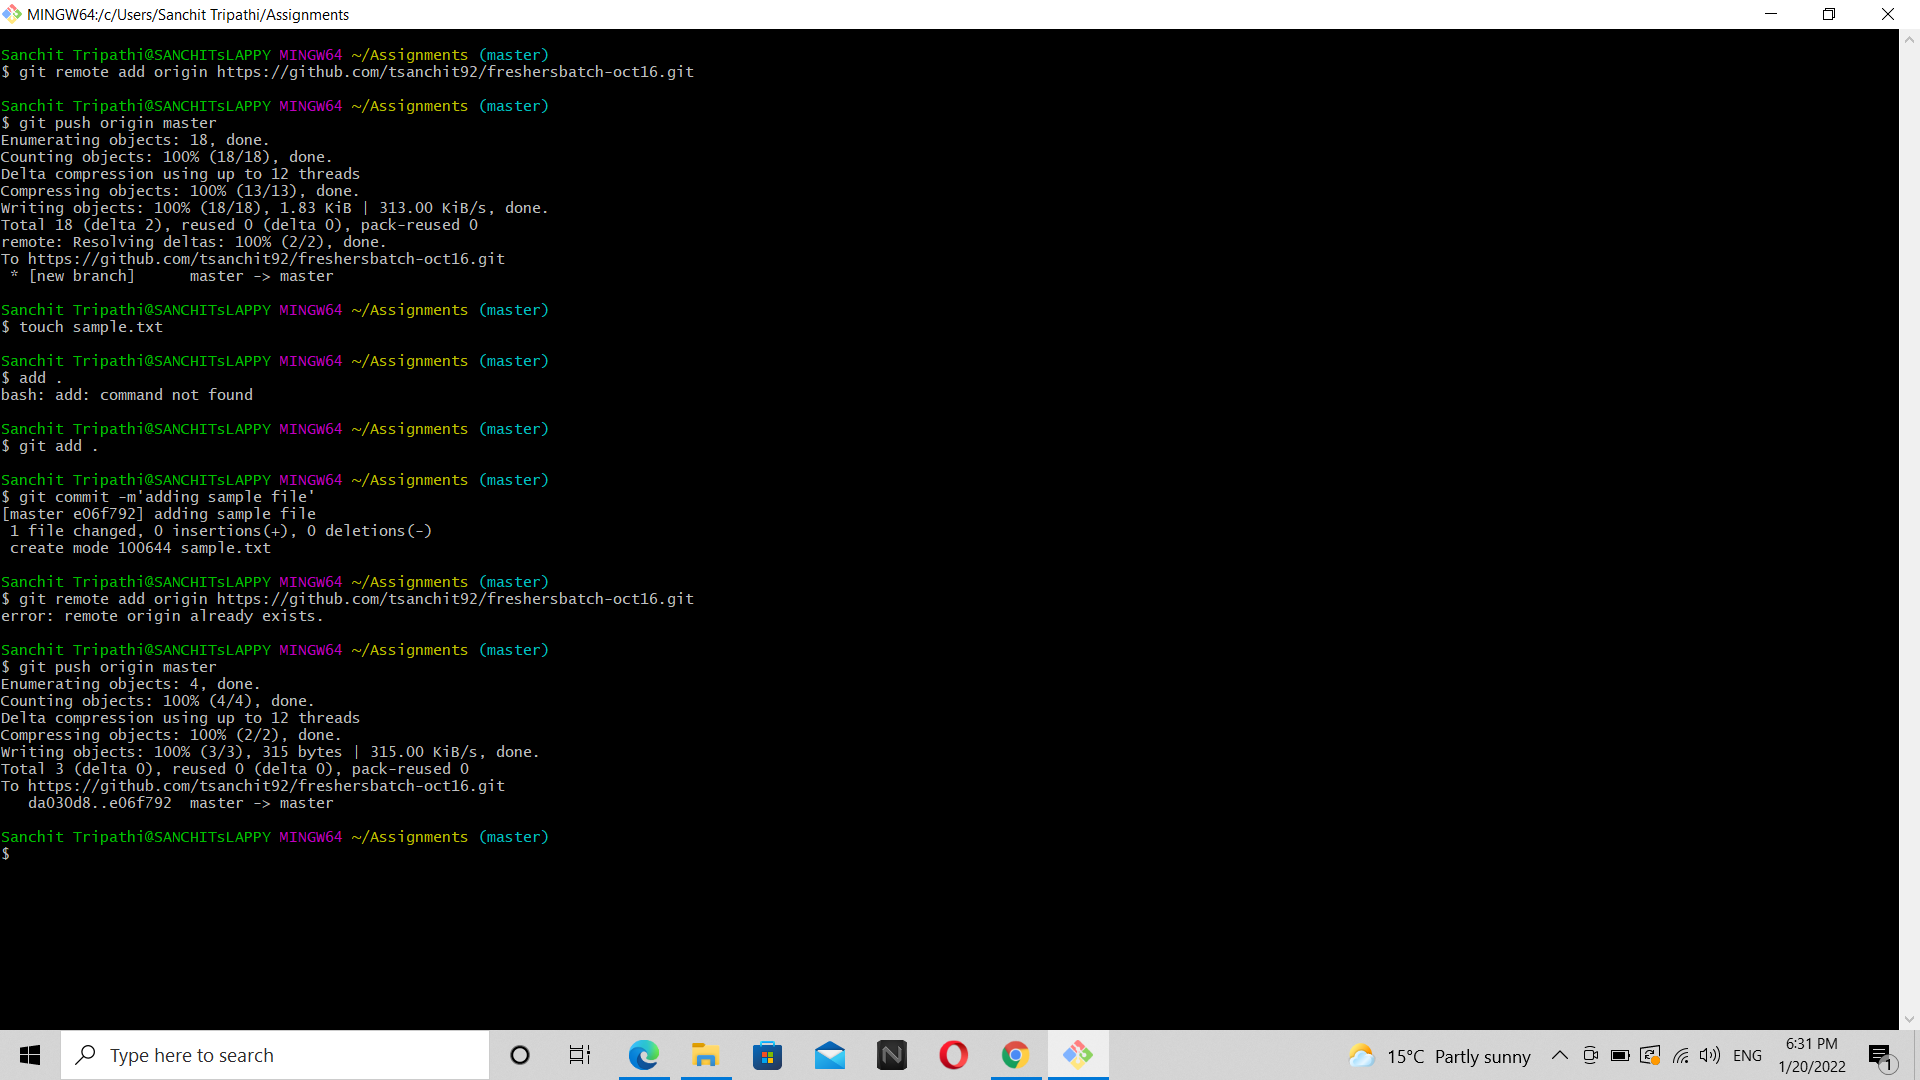 MINGW64:/c/Users/Sanchit Tripathi/Assignments
Sanchit Tripathi@SANCHITsLAPPY MINGW64 ~/Assignments (master)
$ git remote add origin https://github.com/tsanchit92/freshersbatch-oct16.git
Sanchit Tripathi@SANCHITsLAPPY MINGW64 ~/Assignments (master)
$ git push origin master
Enumerating objects: 18, done.
Counting objects: 100% (18/18), done.
Delta compression using up to 12 threads
Compressing objects: 100% (13/13), done.
Writing objects: 100% (18/18), 1.83 KiB | 313.00 KiB/s, done.
Total 18 (delta 2), reused 0 (delta 0), pack-reused 0
remote: Resolving deltas: 100% (2/2), done.
To https://github.com/tsanchit92/freshersbatch-oct16.git
 * [new branch]      master -> master
Sanchit Tripathi@SANCHITsLAPPY MINGW64 ~/Assignments (master)
$ touch sample.txt
Sanchit Tripathi@SANCHITsLAPPY MINGW64 ~/Assignments (master)
$ add .
bash: add: command not found
Sanchit Tripathi@SANCHITsLAPPY MINGW64 ~/Assignments (master)
$ git add .
Sanchit Tripathi@SANCHITsLAPPY MINGW64 ~/Assignments (master)
$ git commit -m'adding sample file'
[master e06f792] adding sample file
 1 file changed, 0 insertions(+), 0 deletions(-)
 create mode 100644 sample.txt
Sanchit Tripathi@SANCHITsLAPPY MINGW64 ~/Assignments (master)
$ git remote add origin https://github.com/tsanchit92/freshersbatch-oct16.git
error: remote origin already exists.
Sanchit Tripathi@SANCHITsLAPPY MINGW64 ~/Assignments (master)
$ git push origin master
Enumerating objects: 4, done.
Counting objects: 100% (4/4), done.
Delta compression using up to 12 threads
Compressing objects: 100% (2/2), done.
Writing objects: 100% (3/3), 315 bytes | 315.00 KiB/s, done.
Total 3 (delta 0), reused 0 (delta 0), pack-reused 0
To https://github.com/tsanchit92/freshersbatch-oct16.git
   da030d8..e06f792  master -> master
Sanchit Tripathi@SANCHITsLAPPY MINGW64 ~/Assignments (master)
$
Type here to search
15°C Partly sunny
ENG
6:31 PM
1/20/2022
1